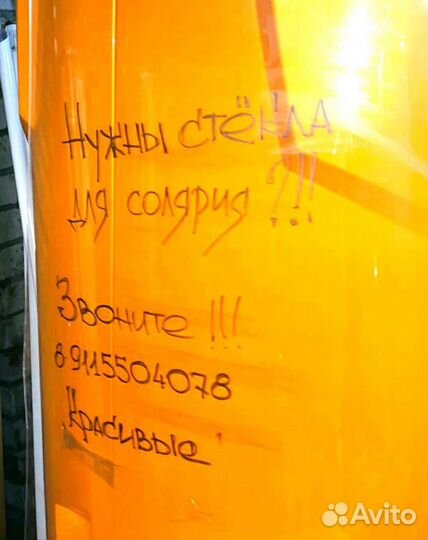 Нужны стёкла
для солярия ?!!
Звоните !!!
8-9115504078
"Красивые"
Avito